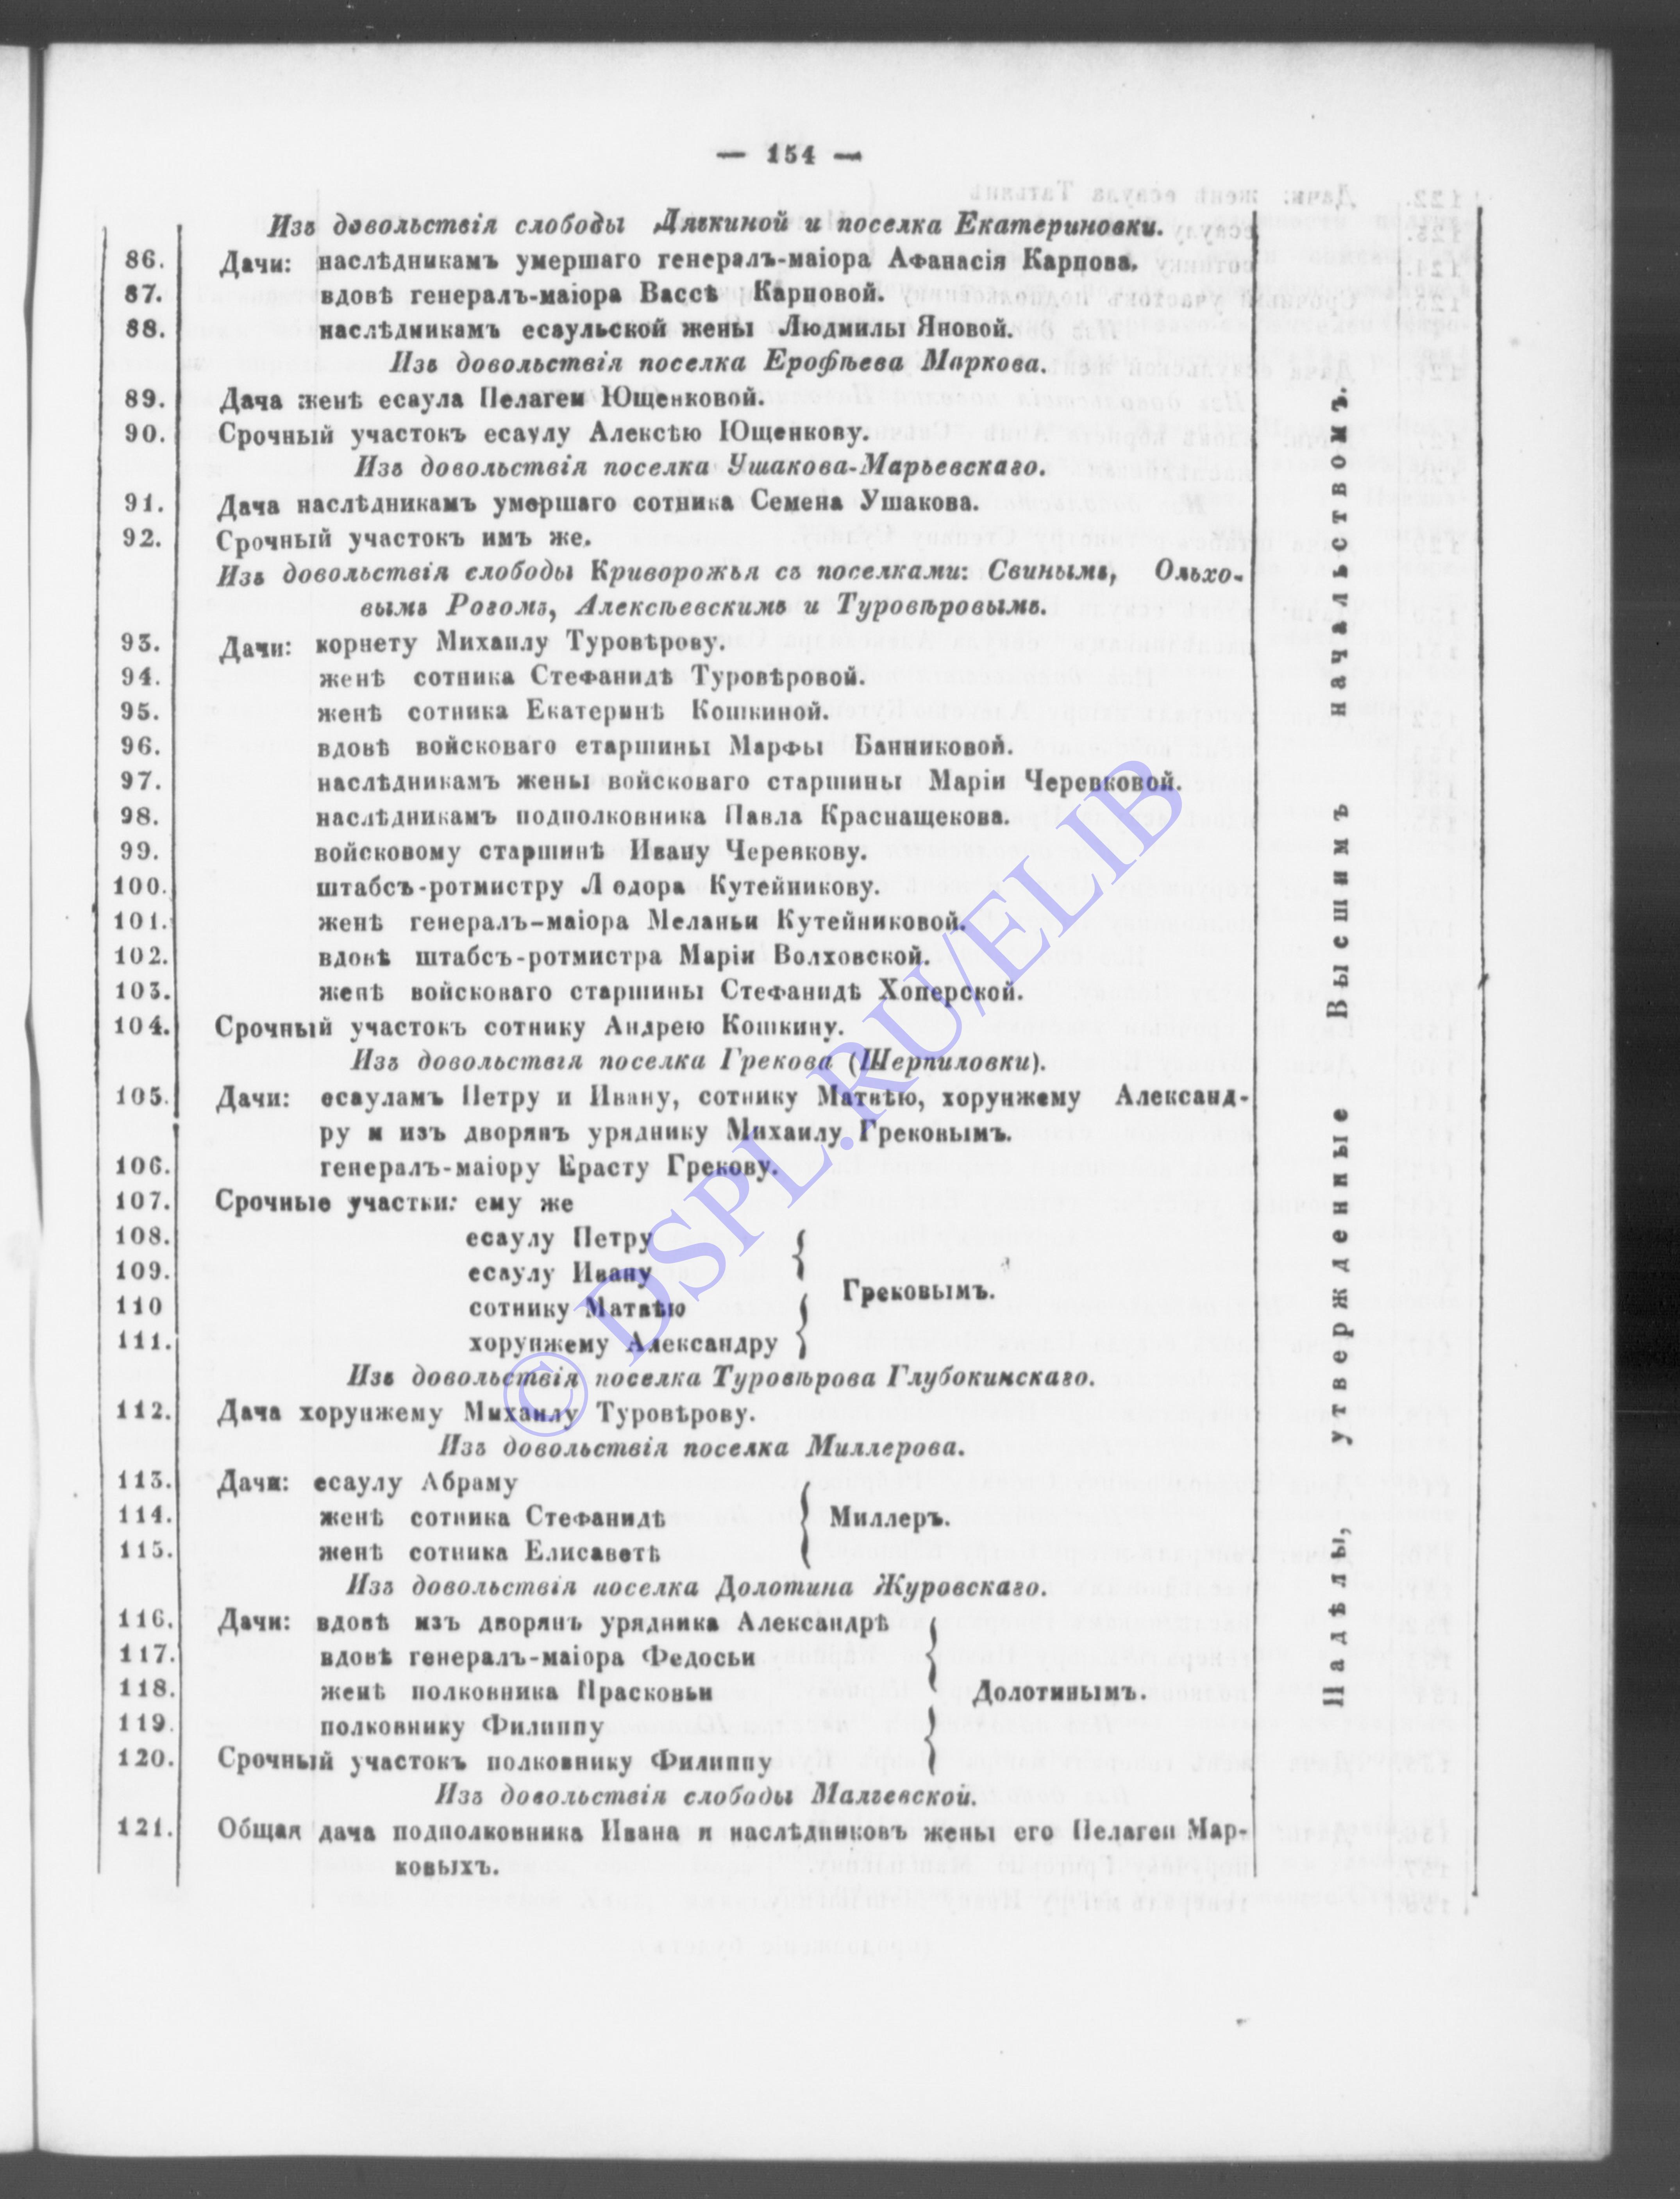 — 154 —
Изъ довольствія слободы Дячкиной и поселка Екатериновки.
86. Дачи: наслѣдникамъ умершаго генералъ-маіора Афанасія Карпова.
87. вдовѣ генералъ-маіора Вассѣ Карповой.
88. наслѣдникамъ есаульской жены Людмилы Яновой.
Изъ довольствія поселка Ерофѣева Маркова.
89. Дача женѣ есаула Пелагеи Ющенковой.
90. Срочный участокъ есаулу Алексѣю Ющенкову.
Изъ довольствія поселка Ушакова-Марьевскаго.
91. Дача наслѣдникамъ умершаго сотника Семена Ушакова.
92. Срочный участокъ имъ же.
Изъ довольствія слободы Криворожья съ поселками: Свинымъ, Ольхо-
вымъ Рогомъ, Алексѣевскимъ и Туровѣровымъ.
93. Дачи: корнету Михаилу Туровѣрову.
94. женѣ сотника Стефанидѣ Туровѣровой.
95. женѣ сотника Екатеринѣ Кошкиной.
96. вдовѣ войсковаго старшины Марфы Банниковой.
97. наслѣдникамъ жены войсковаго старшины Маріи Черевковой.
98. наслѣдникамъ подполковника Павла Краснащекова.
99. войсковому старшинѣ Ивану Черевкову.
100. штабсъ-ротмистру Лѳдора Кутейникову.
101. женѣ генералъ-маіора Меланьи Кутейниковой.
102. вдовѣ штабсъ-ротмистра Маріи Волховской.
103. женѣ войсковаго старшины Стефанидѣ Хоперской.
104. Срочный участокъ сотнику Андрею Кошкину.
Изъ довольствія поселка Грекова (Шерпиловки).
105. Дачи: есауламъ Петру и Ивану, сотнику Матвѣю, хорунжему Александ-
ру и изъ дворянъ уряднику Михаилу Грековымъ.
106. генералъ-маіору Ерасту Грекову.
107. Срочные участки: ему же
108. есаулу Петру
109. есаулу Ивану
Грековымъ.
110 сотнику Матвѣю
111. хорунжему Александру
Изъ довольствія поселка Туровѣрова Глубокинскаго.
112. Дача хорунжему Михаилу Туровѣрову.
Изъ довольствія поселка Миллерова.
113. Дачи: есаулу Абраму
114. женѣ сотника Стефанидѣ Миллеръ.
115. женѣ сотника Елисаветѣ
Изъ довольствія поселка Долотина Журовскаго.
116. Дачи: вдовѣ изъ дворянъ урядника Александрѣ
117. вдовѣ генералъ-маіора Федосьи
118. женѣ полковника Прасковьи Долотинымъ.
119. полковнику Филиппу
120. Срочный участокъ полковнику Филиппу
Изъ довольствія слободы Мальевской.
121. Общая дача подполковника Ивана и наслѣдниковъ жены его Пелагеи Мар-
ковыхъ.
Надѣлы, утвержденные Высшимъ начальствомъ.
© DSPL.RU/ELIB